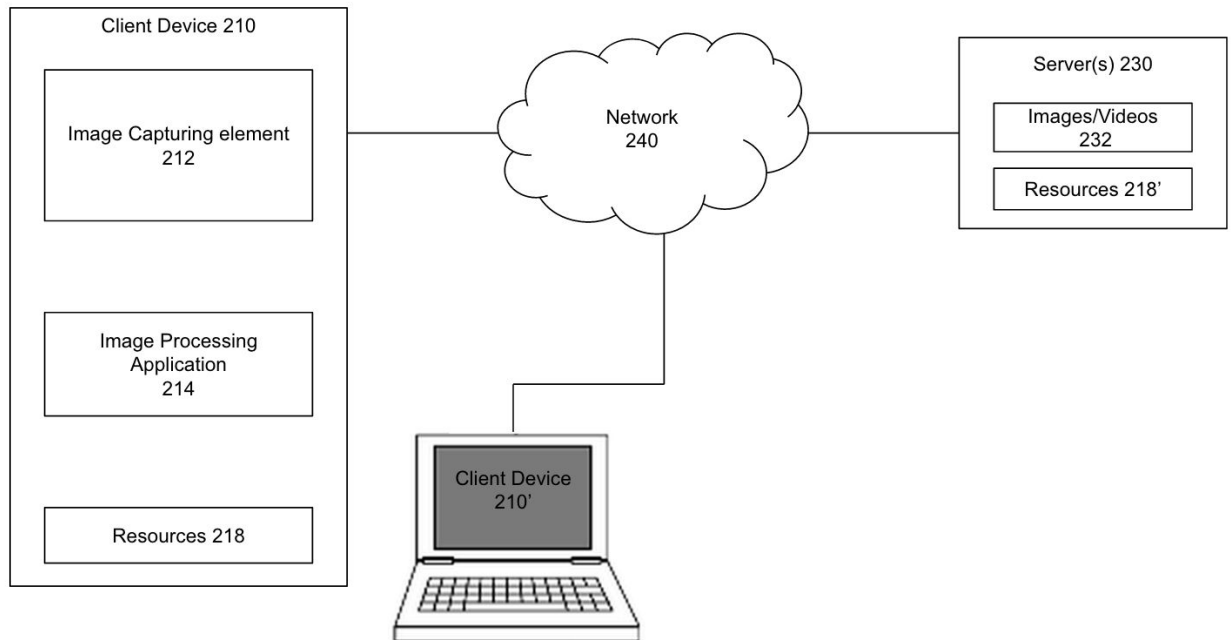 Client Device 210
Image Capturing element
212
Image Processing
Application
214
Resources 218
Network
240
Server(s) 230
Images/Videos
232
Resources 218’
Client Device
210’